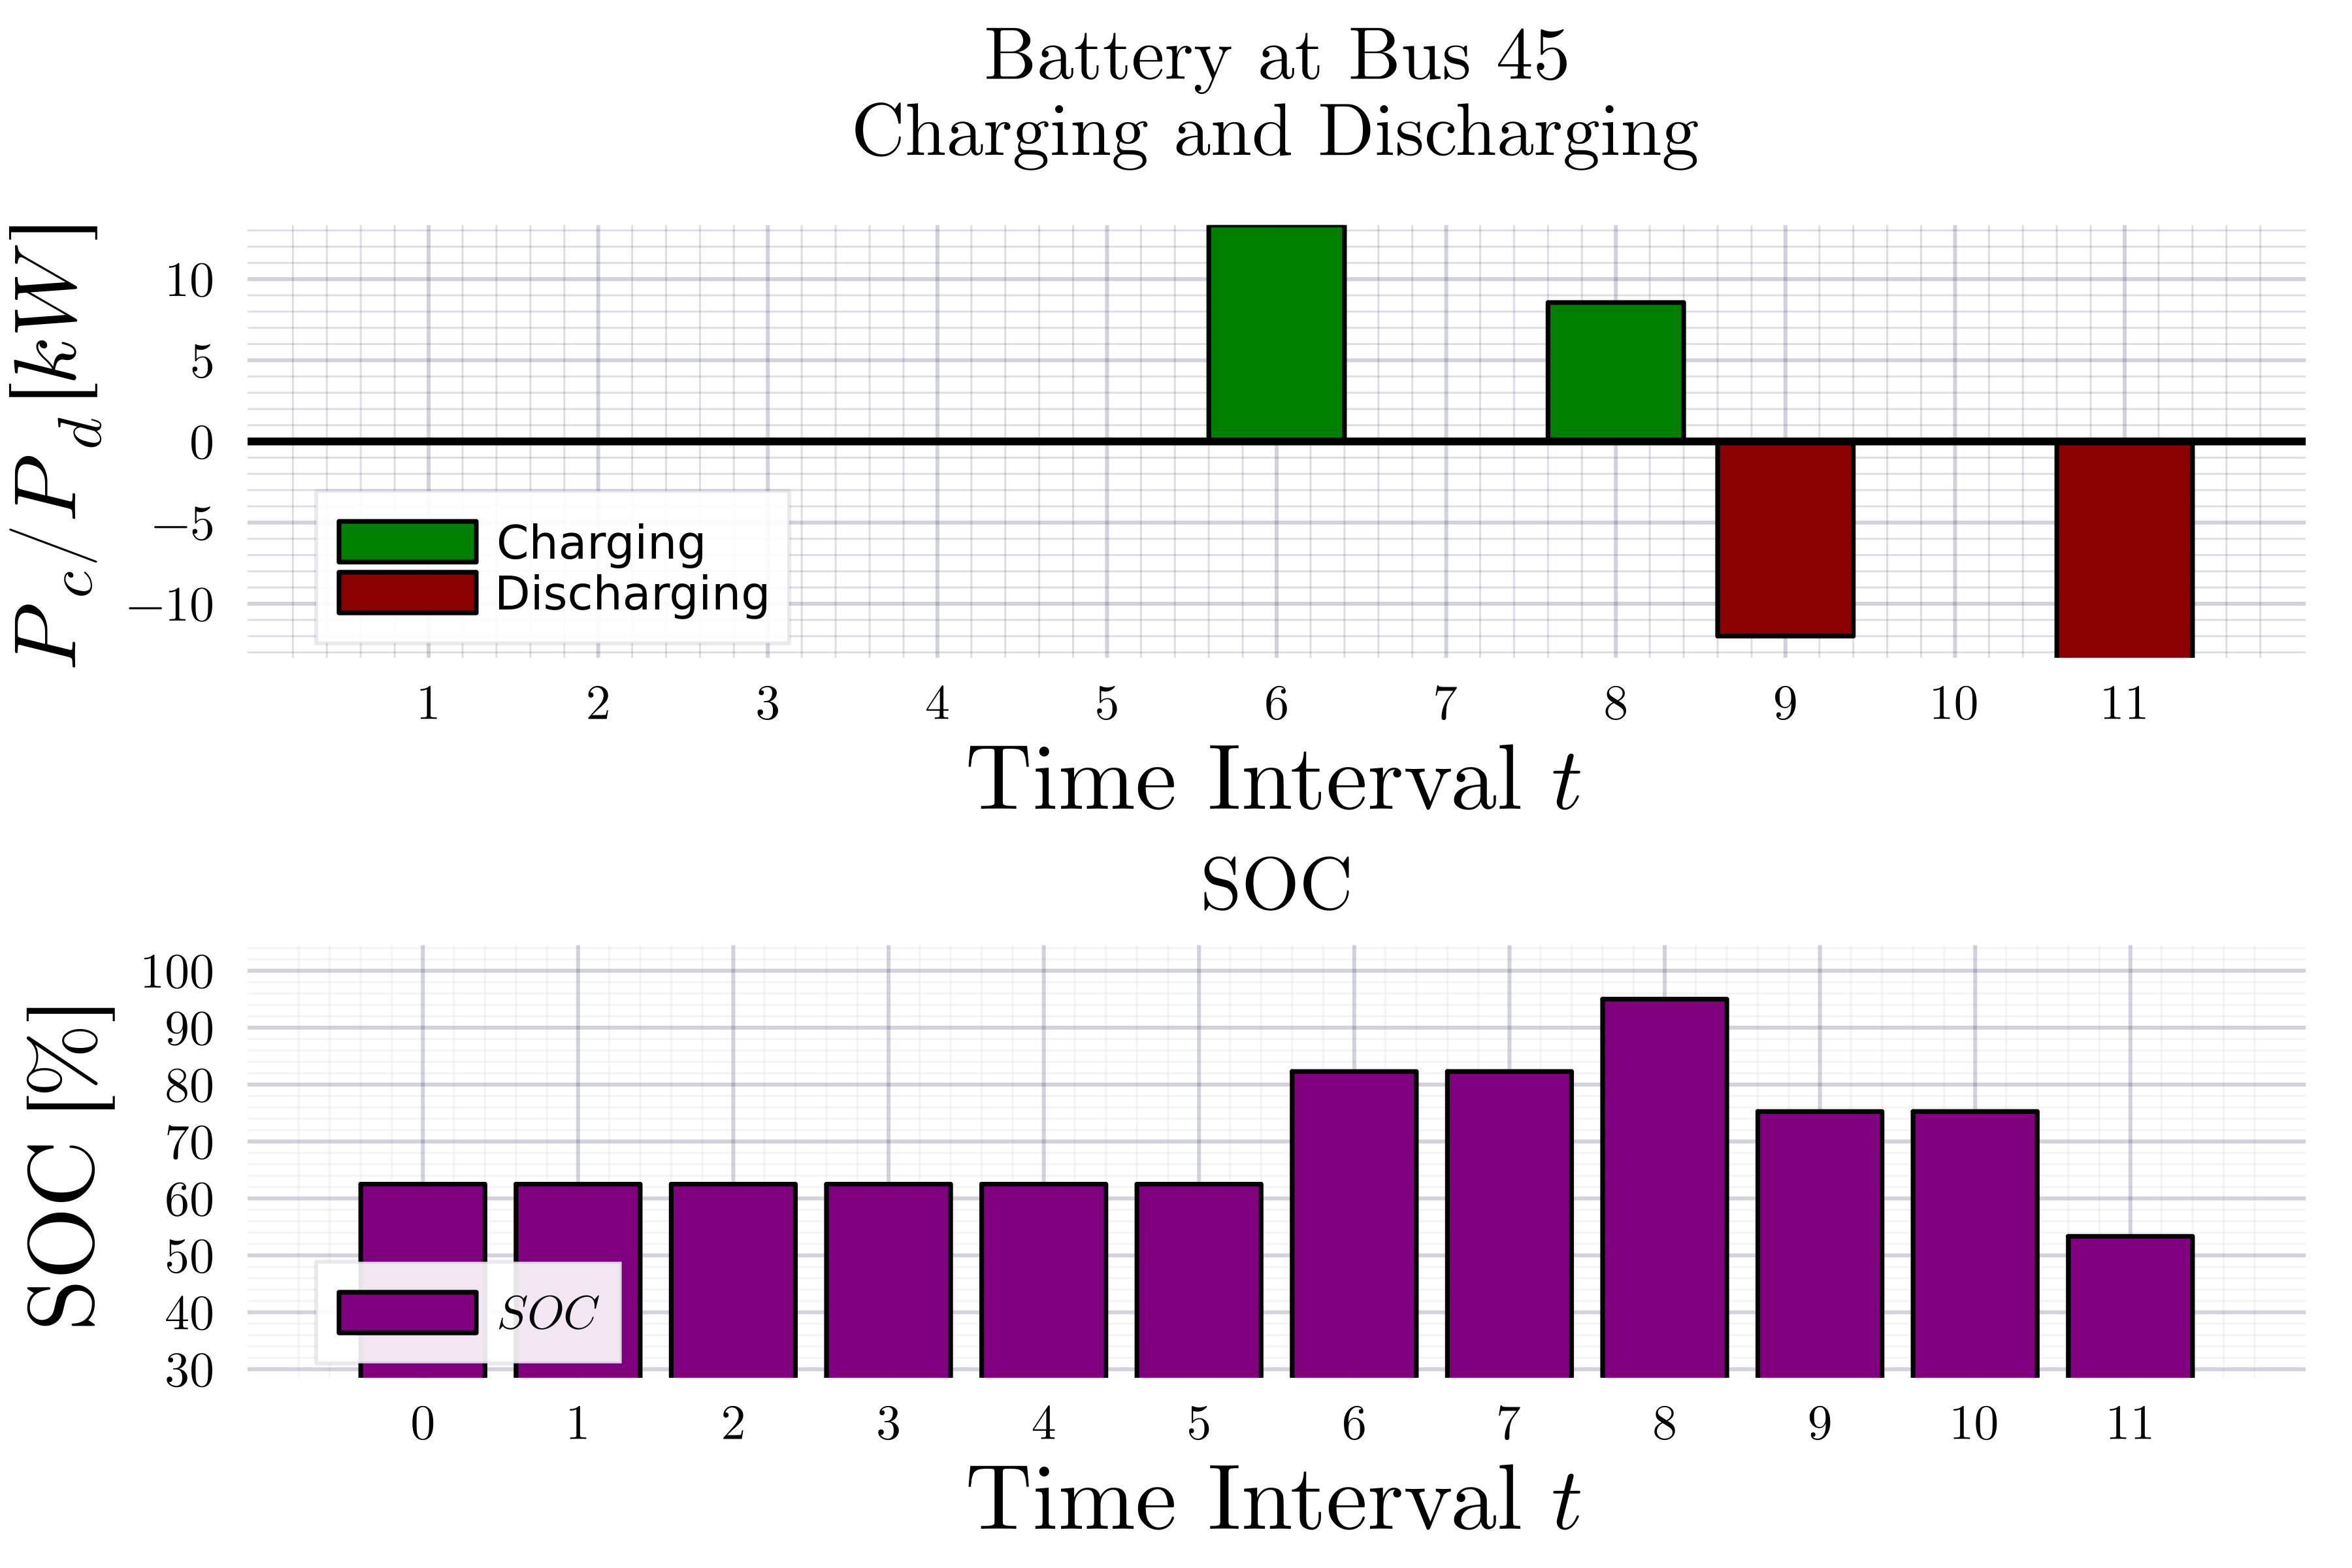 Battery at Bus 45
Charging and Discharging
P_c/P_d [kW]
10
5
0
−5
−10
Charging
Discharging
1 2 3 4 5 6 7 8 9 10 11
Time Interval t
SOC
SOC [%]
100
90
80
70
60
50
40
30
SOC
0 1 2 3 4 5 6 7 8 9 10 11
Time Interval t